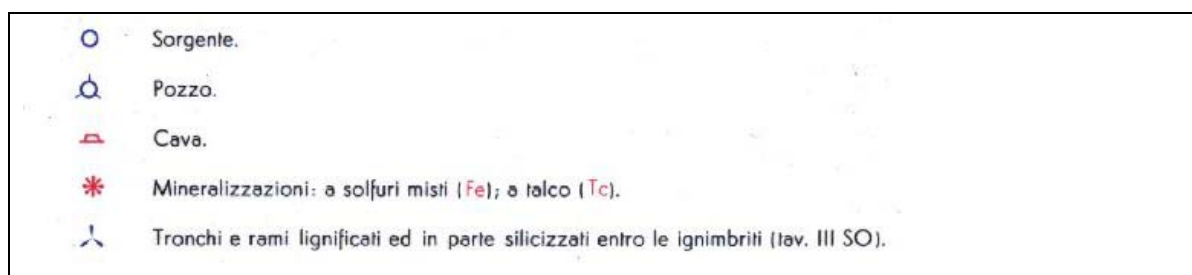 Sorgente.
Pozzo.
Cava.
Mineralizzazioni: a solfuri misti (Fe); a talco (Tc).
Tronchi e rami lignificati ed in parte silicizzati entro le ignimbriti (tav. III SO).